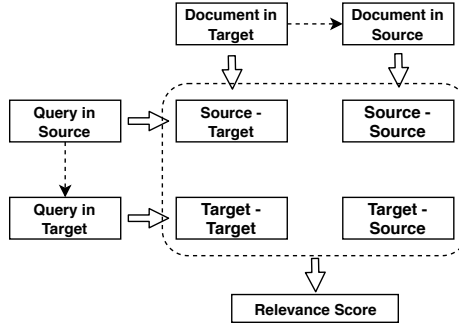 Document in
Target
Document in
Source
Query in
Source
Source -
Target
Source -
Source
Query in
Target
Target -
Target
Target -
Source
Relevance Score